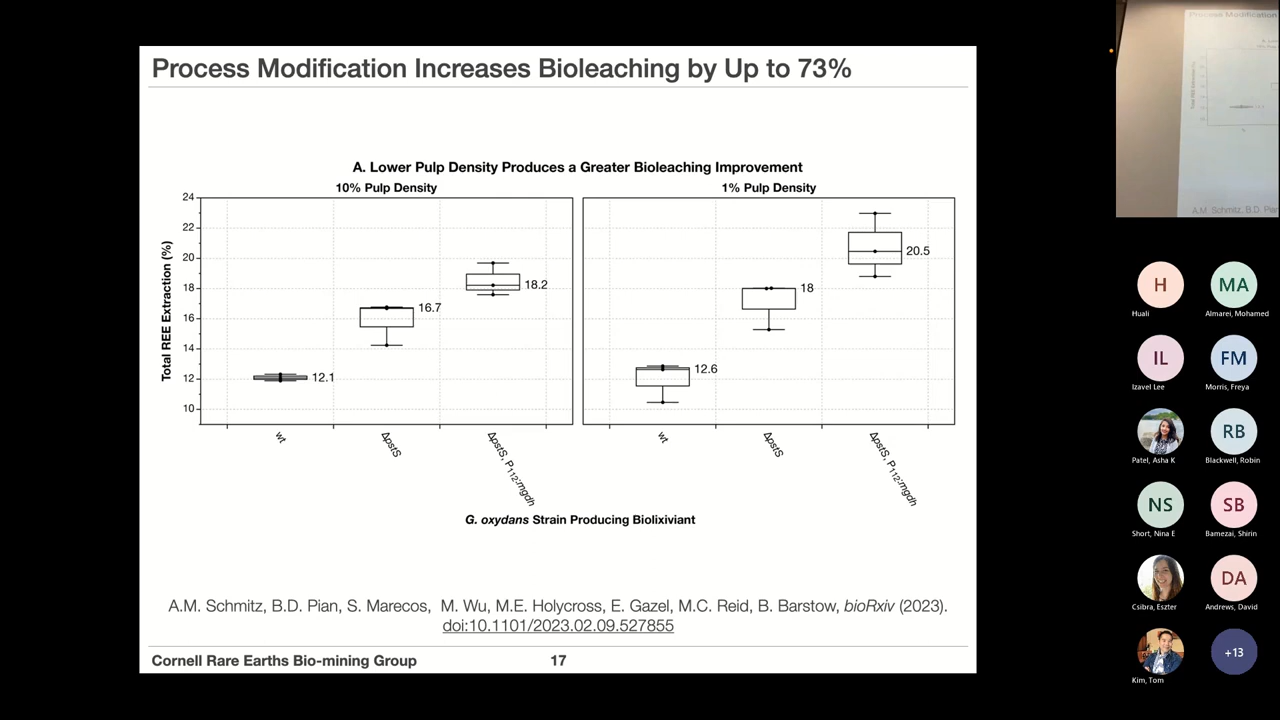 Process Modification Increases Bioleaching by Up to 73%
A. Lower Pulp Density Produces a Greater Bioleaching Improvement
10% Pulp Density
1% Pulp Density
Total REE Extraction (%)
24
22
20
18
16
14
12
10
12.1
16.7
18.2
12.6
18
20.5
wt
ΔpstS
ΔpstS, P112:mgdh
wt
ΔpstS
ΔpstS, P112:mgdh
G. oxydans Strain Producing Biolixiviant
A.M. Schmitz, B.D. Pian, S. Marecos, M. Wu, M.E. Holycross, E. Gazel, M.C. Reid, B. Barstow, bioRxiv (2023).
doi:10.1101/2023.02.09.527855
Cornell Rare Earths Bio-mining Group 17
Process Modification
A.M. Schmitz, B.D. Pian
H
Huali
MA
Almarei, Mohamed
IL
Izavel Lee
FM
Morris, Freya
Patel, Asha K
RB
Blackwell, Robin
NS
Short, Nina E
SB
Bamezai, Shirin
Csibra, Eszter
DA
Andrews, David
Kim, Tom
+13